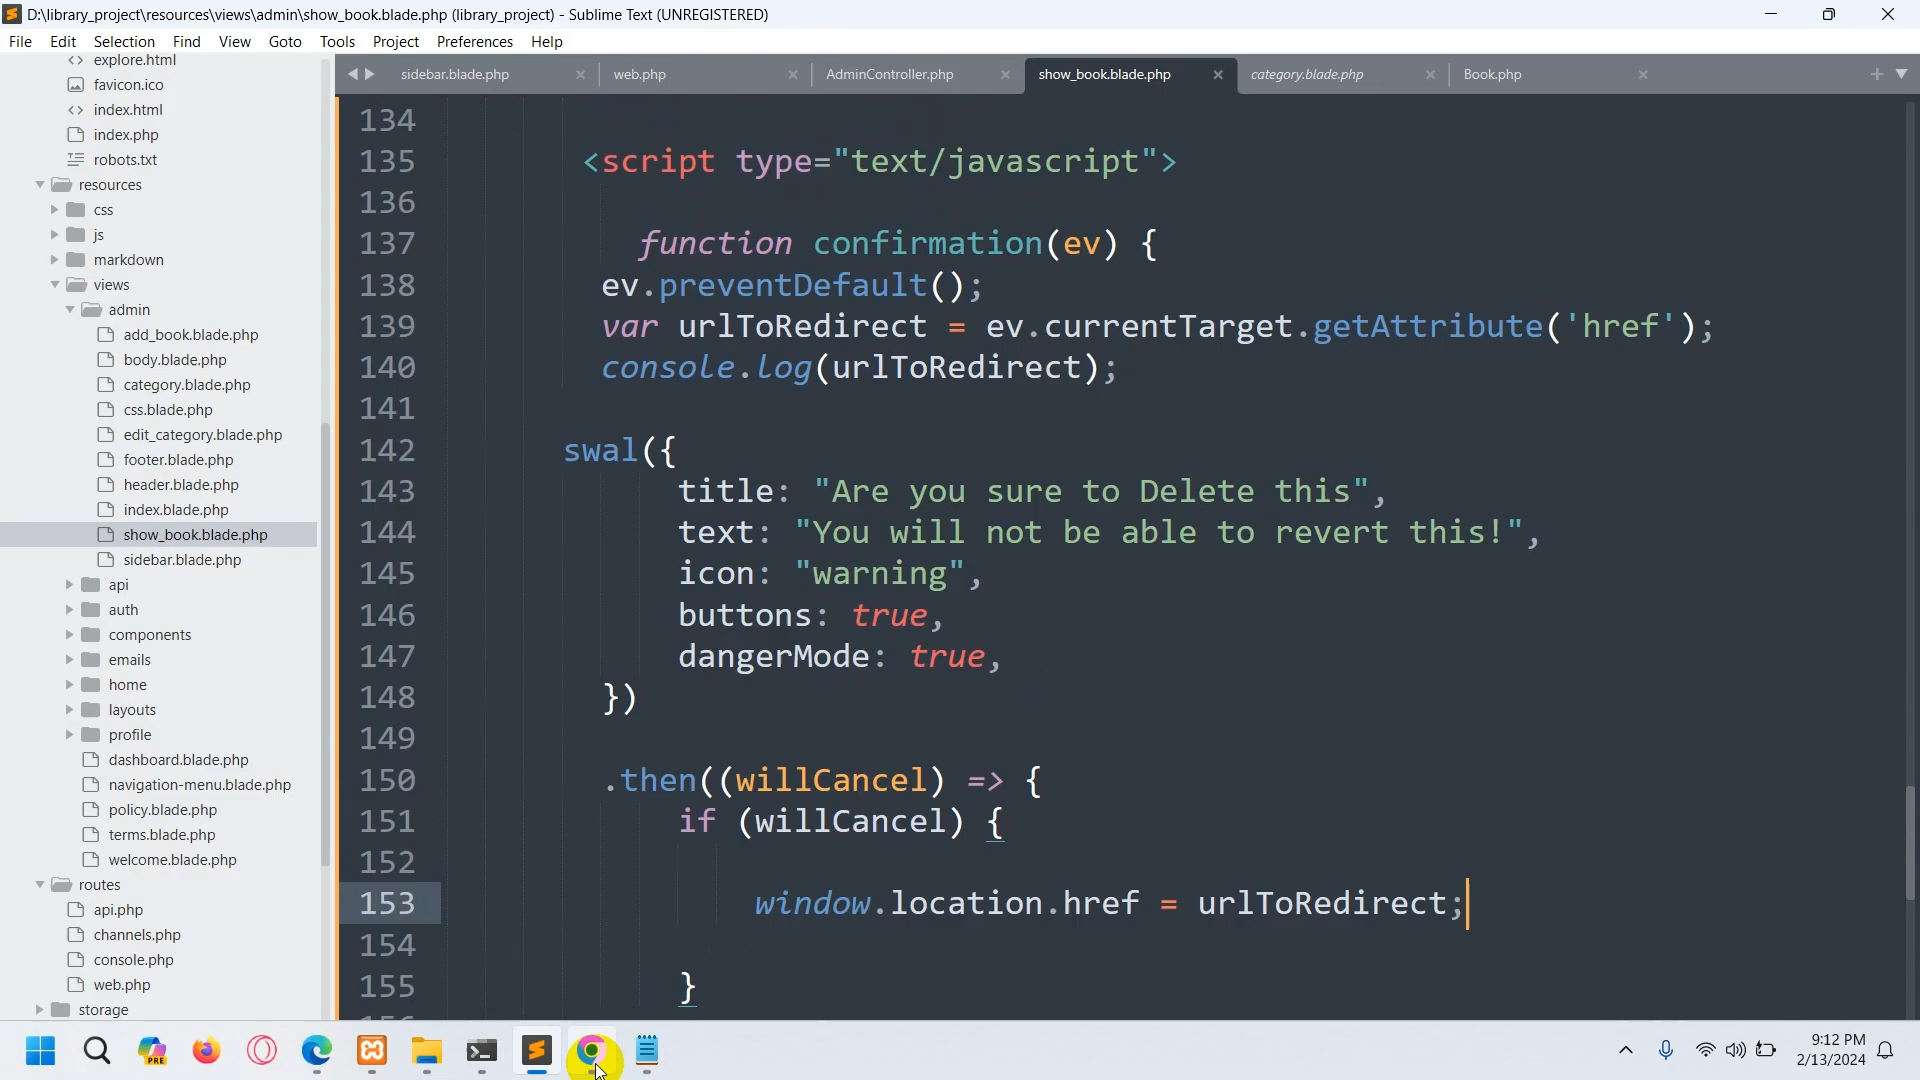 D:\library_project\resources\views\admin\show_book.blade.php (library_project) - Sublime Text (UNREGISTERED)
File Edit Selection Find View Goto Tools Project Preferences Help
explore.html
favicon.ico
index.html
index.php
robots.txt
resources
css
js
markdown
views
admin
add_book.blade.php
body.blade.php
category.blade.php
css.blade.php
edit_category.blade.php
footer.blade.php
header.blade.php
index.blade.php
show_book.blade.php
sidebar.blade.php
api
auth
components
emails
home
layouts
profile
dashboard.blade.php
navigation-menu.blade.php
policy.blade.php
terms.blade.php
welcome.blade.php
routes
api.php
channels.php
console.php
web.php
storage
sidebar.blade.php web.php AdminController.php show_book.blade.php category.blade.php Book.php
134
135 <script type="text/javascript">
136
137 function confirmation(ev) {
138 ev.preventDefault();
139 var urlToRedirect = ev.currentTarget.getAttribute('href');
140 console.log(urlToRedirect);
141
142 swal({
143 title: "Are you sure to Delete this",
144 text: "You will not be able to revert this!",
145 icon: "warning",
146 buttons: true,
147 dangerMode: true,
148 })
149
150 .then((willCancel) => {
151 if (willCancel) {
152
153 window.location.href = urlToRedirect;
154
155 }
PRE
9:12 PM
2/13/2024